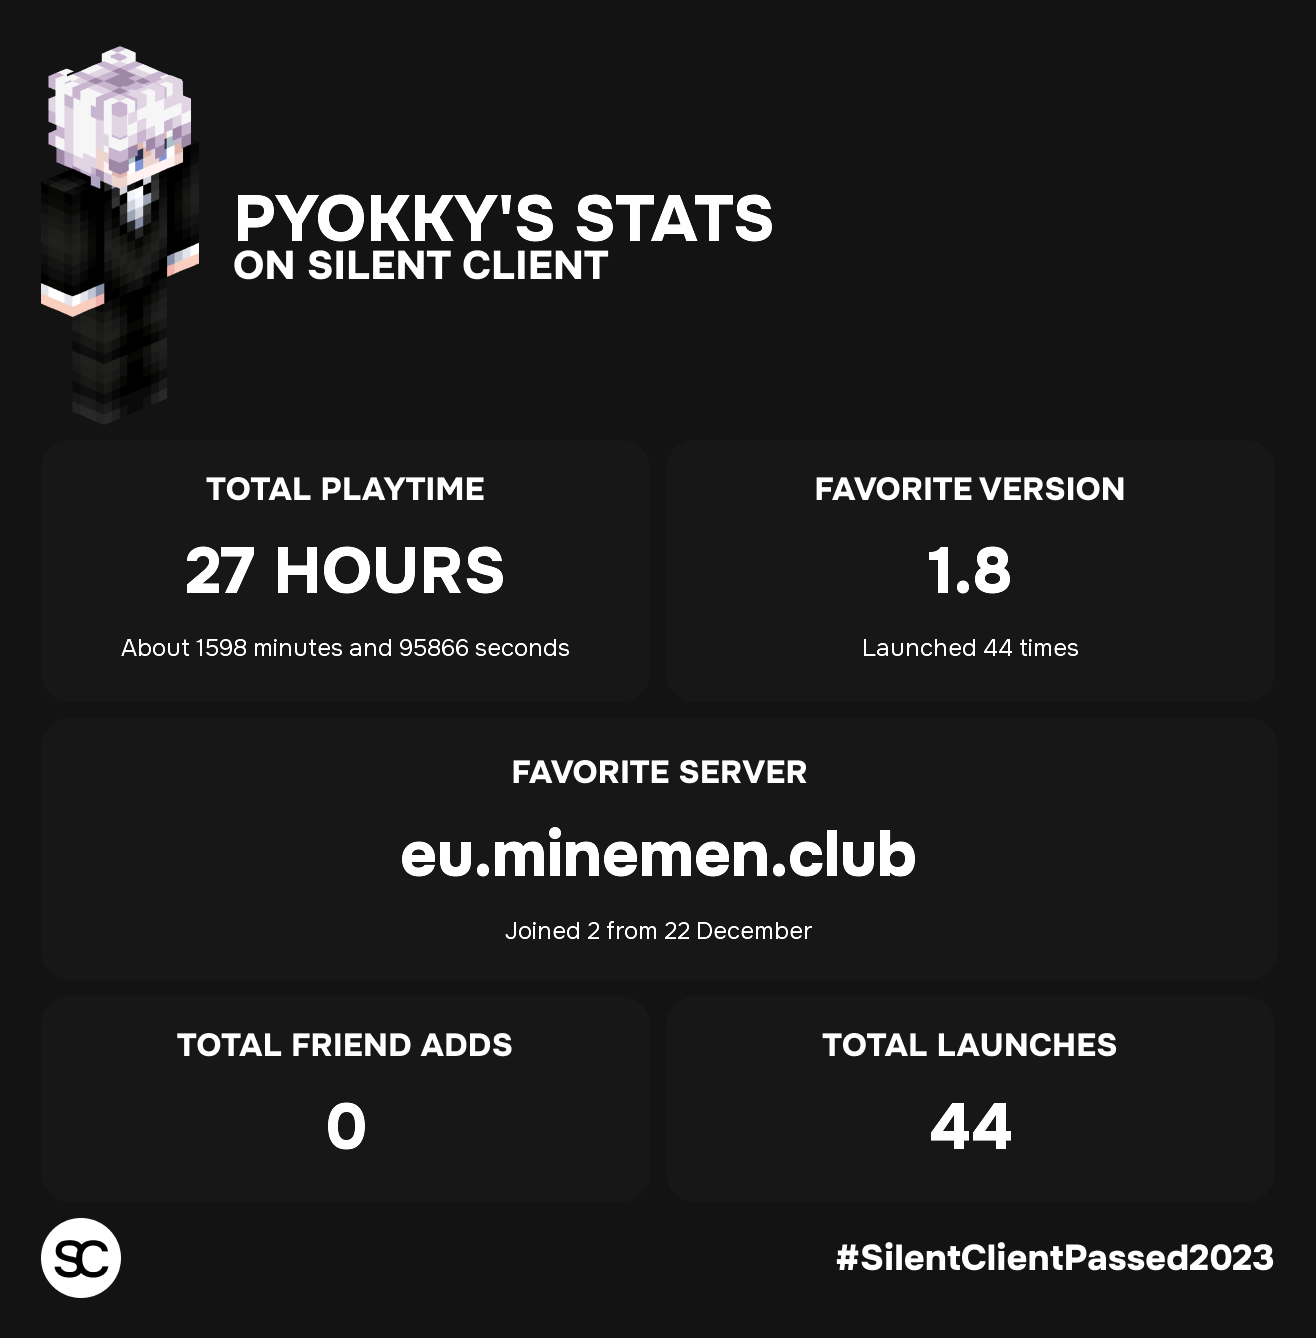 PYOKKY'S STATS
ON SILENT CLIENT
TOTAL PLAYTIME
27 HOURS
About 1598 minutes and 95866 seconds
FAVORITE VERSION
1.8
Launched 44 times
FAVORITE SERVER
eu.minemen.club
Joined 2 from 22 December
TOTAL FRIEND ADDS
0
TOTAL LAUNCHES
44
SC
#SilentClientPassed2023